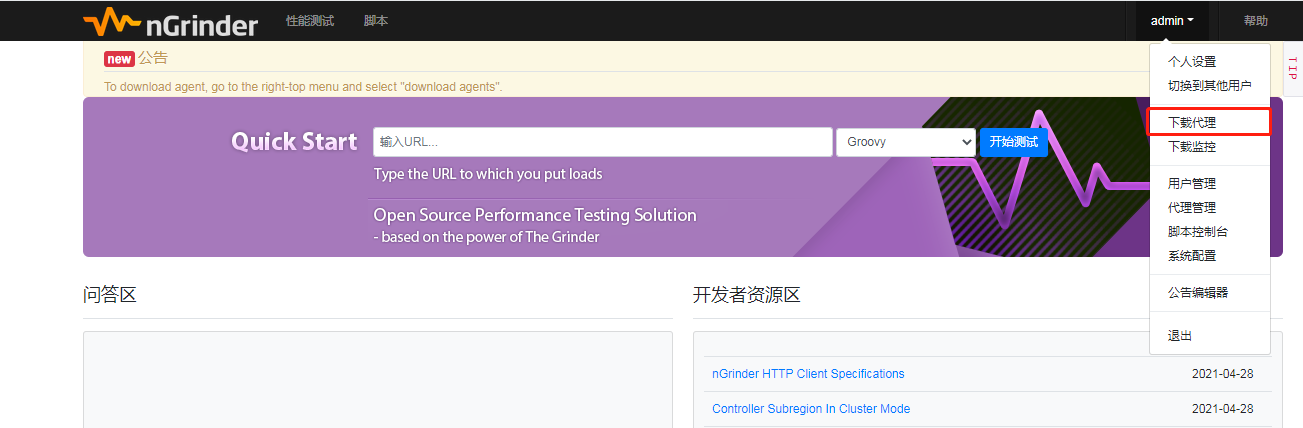 nGrinder 性能测试 脚本 admin 帮助
new 公告
To download agent, go to the right-top menu and select "download agents".
TIP
个人设置
切换到其他用户
下载代理
下载监控
用户管理
代理管理
脚本控制台
系统配置
公告编辑器
退出
Quick Start 输入URL... Groovy 开始测试
Type the URL to which you put loads
Open Source Performance Testing Solution
- based on the power of The Grinder
问答区
开发者资源区
nGrinder HTTP Client Specifications 2021-04-28
Controller Subregion In Cluster Mode 2021-04-28